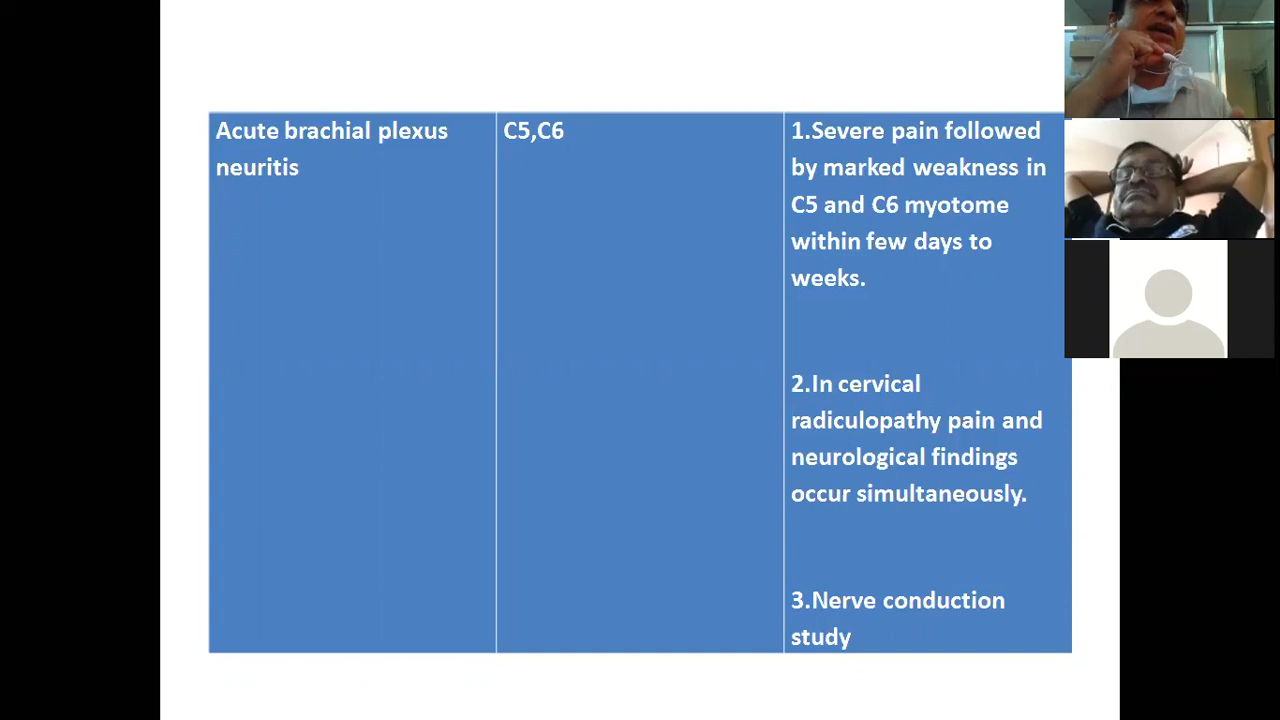 Acute brachial plexus
neuritis
C5,C6
1.Severe pain followed
by marked weakness in
C5 and C6 myotome
within few days to
weeks.
2.In cervical
radiculopathy pain and
neurological findings
occur simultaneously.
3.Nerve conduction
study